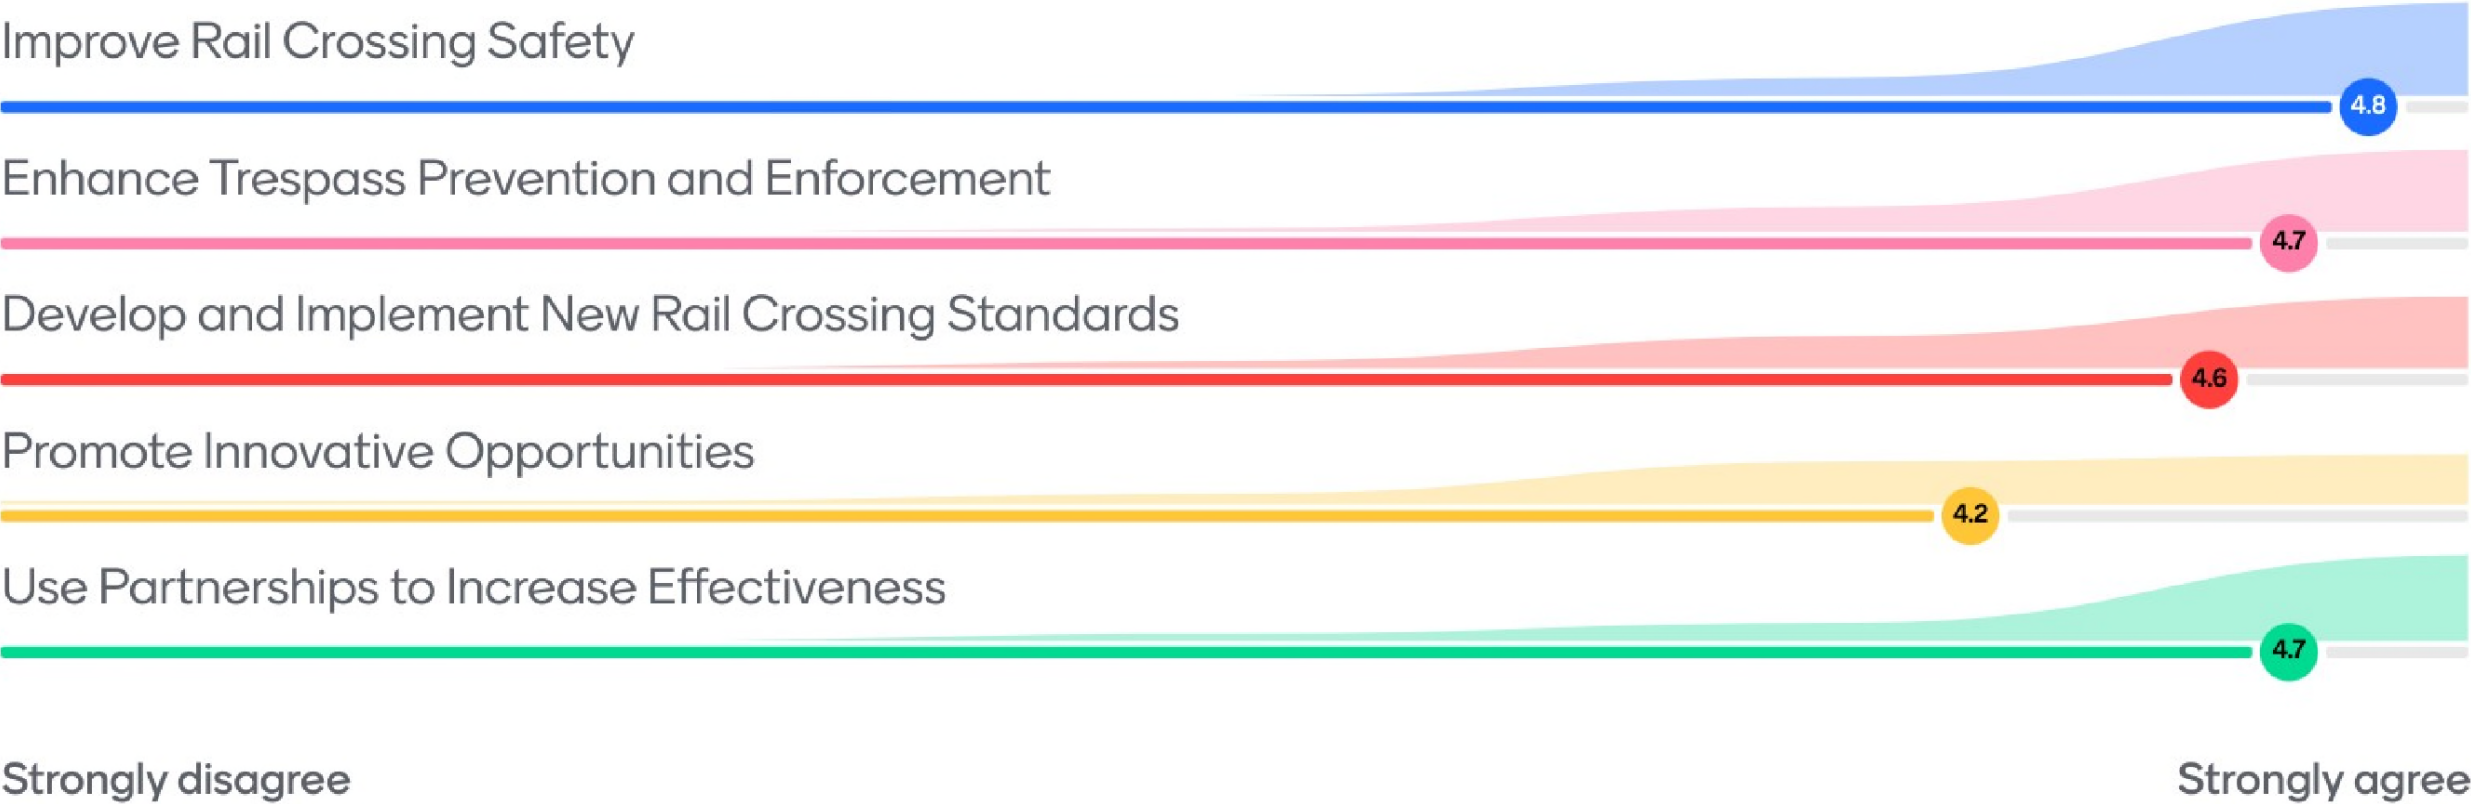 Improve Rail Crossing Safety
4.8
Enhance Trespass Prevention and Enforcement
4.7
Develop and Implement New Rail Crossing Standards
4.6
Promote Innovative Opportunities
4.2
Use Partnerships to Increase Effectiveness
4.7
Strongly disagree
Strongly agree